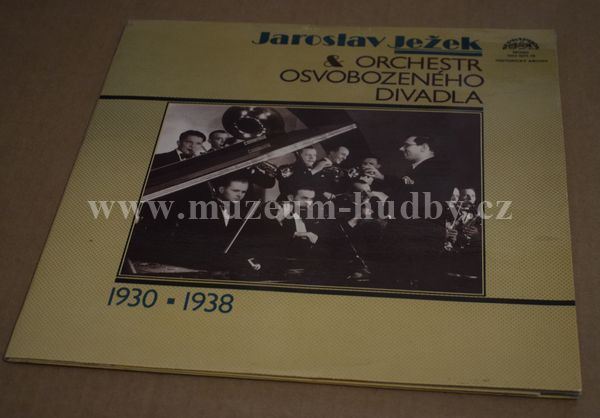 Jaroslav Ježek
& ORCHESTR
OSVOBOZENÉHO
DIVADLA
www.muzeum-hudby.cz
1930 ▪ 1938